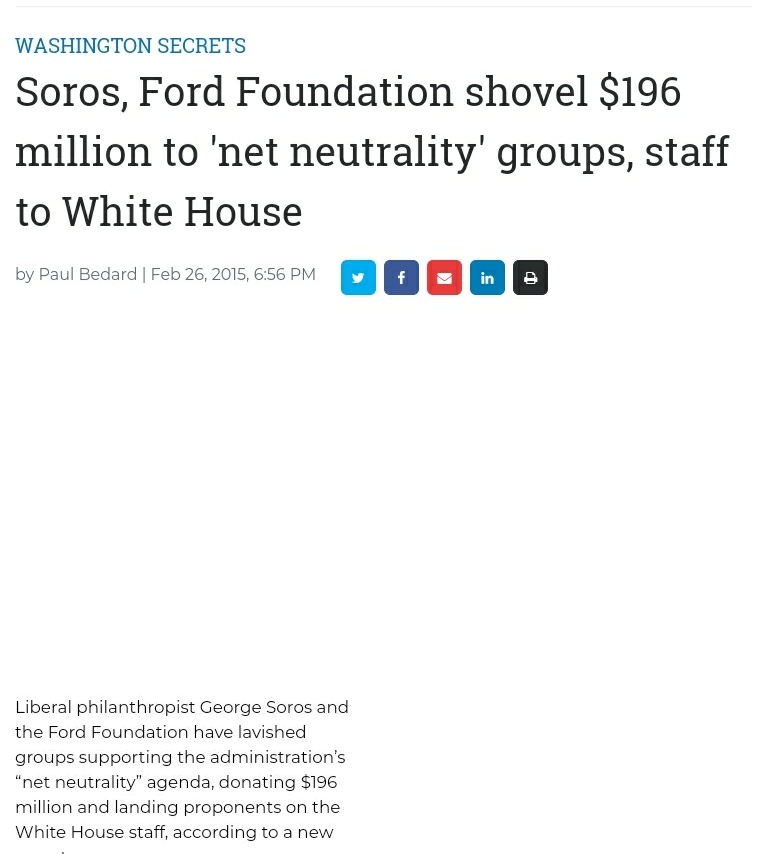 WASHINGTON SECRETS
Soros, Ford Foundation shovel $196
million to 'net neutrality' groups, staff
to White House
by Paul Bedard | Feb 26, 2015, 6:56 PM
Liberal philanthropist George Soros and
the Ford Foundation have lavished
groups supporting the administration’s
“net neutrality” agenda, donating $196
million and landing proponents on the
White House staff, according to a new